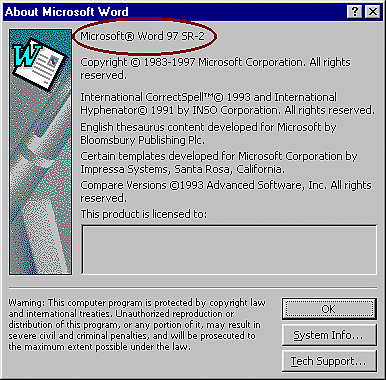 About Microsoft Word
Microsoft® Word 97 SR-2
Copyright © 1983-1997 Microsoft Corporation. All rights
reserved.
International CorrectSpell™© 1993 and International
Hyphenator© 1991 by INSO Corporation. All rights reserved.
English thesaurus content developed for Microsoft by
Bloomsbury Publishing Plc.
Certain templates developed for Microsoft Corporation by
Impressa Systems, Santa Rosa, California.
Compare Versions ©1993 Advanced Software, Inc. All rights
reserved.
This product is licensed to:
Warning: This computer program is protected by copyright law
and international treaties. Unauthorized reproduction or
distribution of this program, or any portion of it, may result in
severe civil and criminal penalties, and will be prosecuted to
the maximum extent possible under the law.
OK
System Info...
Tech Support...